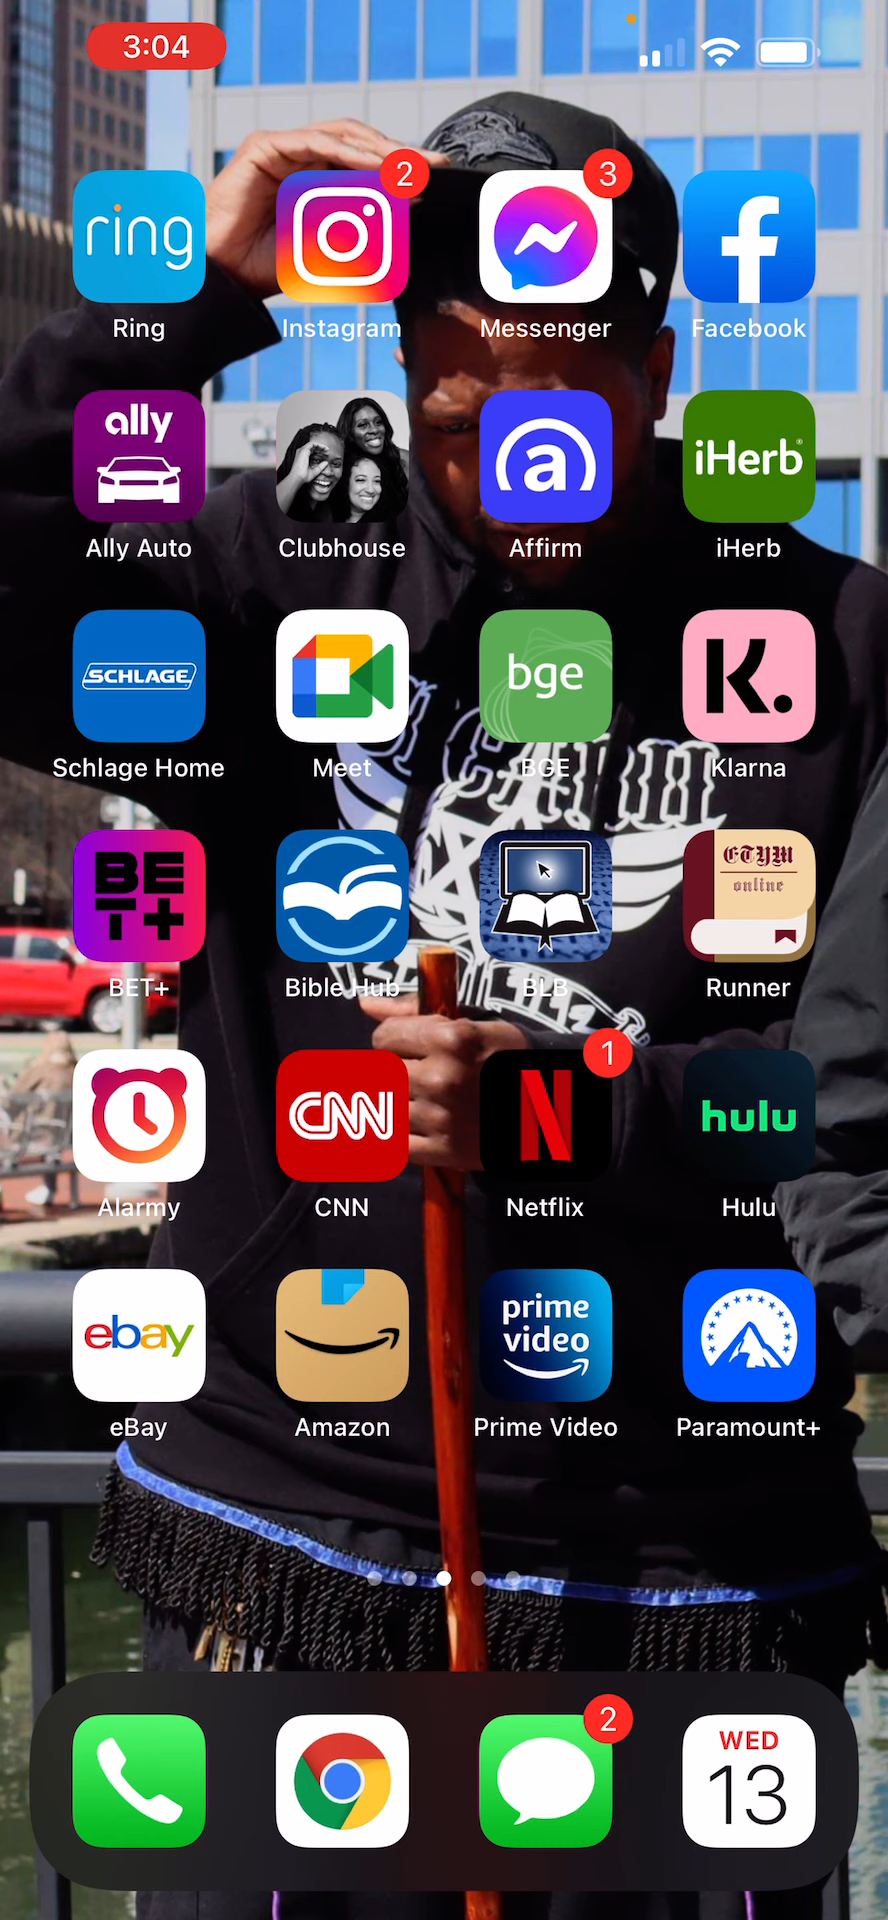 3:04
2
3
ring
f
Ring
Instagram
Messenger
Facebook
ally
a
iHerb
Ally Auto
Clubhouse
Affirm
iHerb
SCHLAGE
bge
K.
Schlage Home
Meet
BGE
Klarna
BET+
ETYM
online
BET+
Bible Hub
BLB
Runner
1
CNN
N
hulu
Alarmy
CNN
Netflix
Hulu
ebay
prime
video
eBay
Amazon
Prime Video
Paramount+
2
WED
13